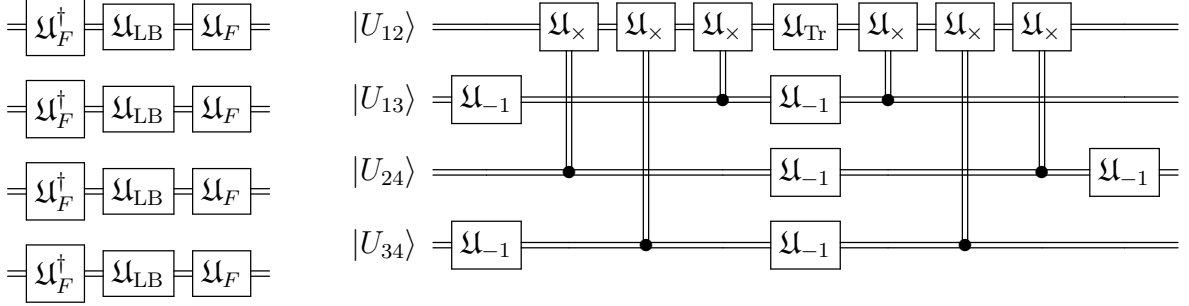 𝔘_F^† 𝔘_LB 𝔘_F
𝔘_F^† 𝔘_LB 𝔘_F
𝔘_F^† 𝔘_LB 𝔘_F
𝔘_F^† 𝔘_LB 𝔘_F
|U_12⟩ 𝔘_× 𝔘_× 𝔘_× 𝔘_Tr 𝔘_× 𝔘_× 𝔘_×
|U_13⟩ 𝔘_−1 𝔘_−1
|U_24⟩ 𝔘_−1 𝔘_−1
|U_34⟩ 𝔘_−1 𝔘_−1